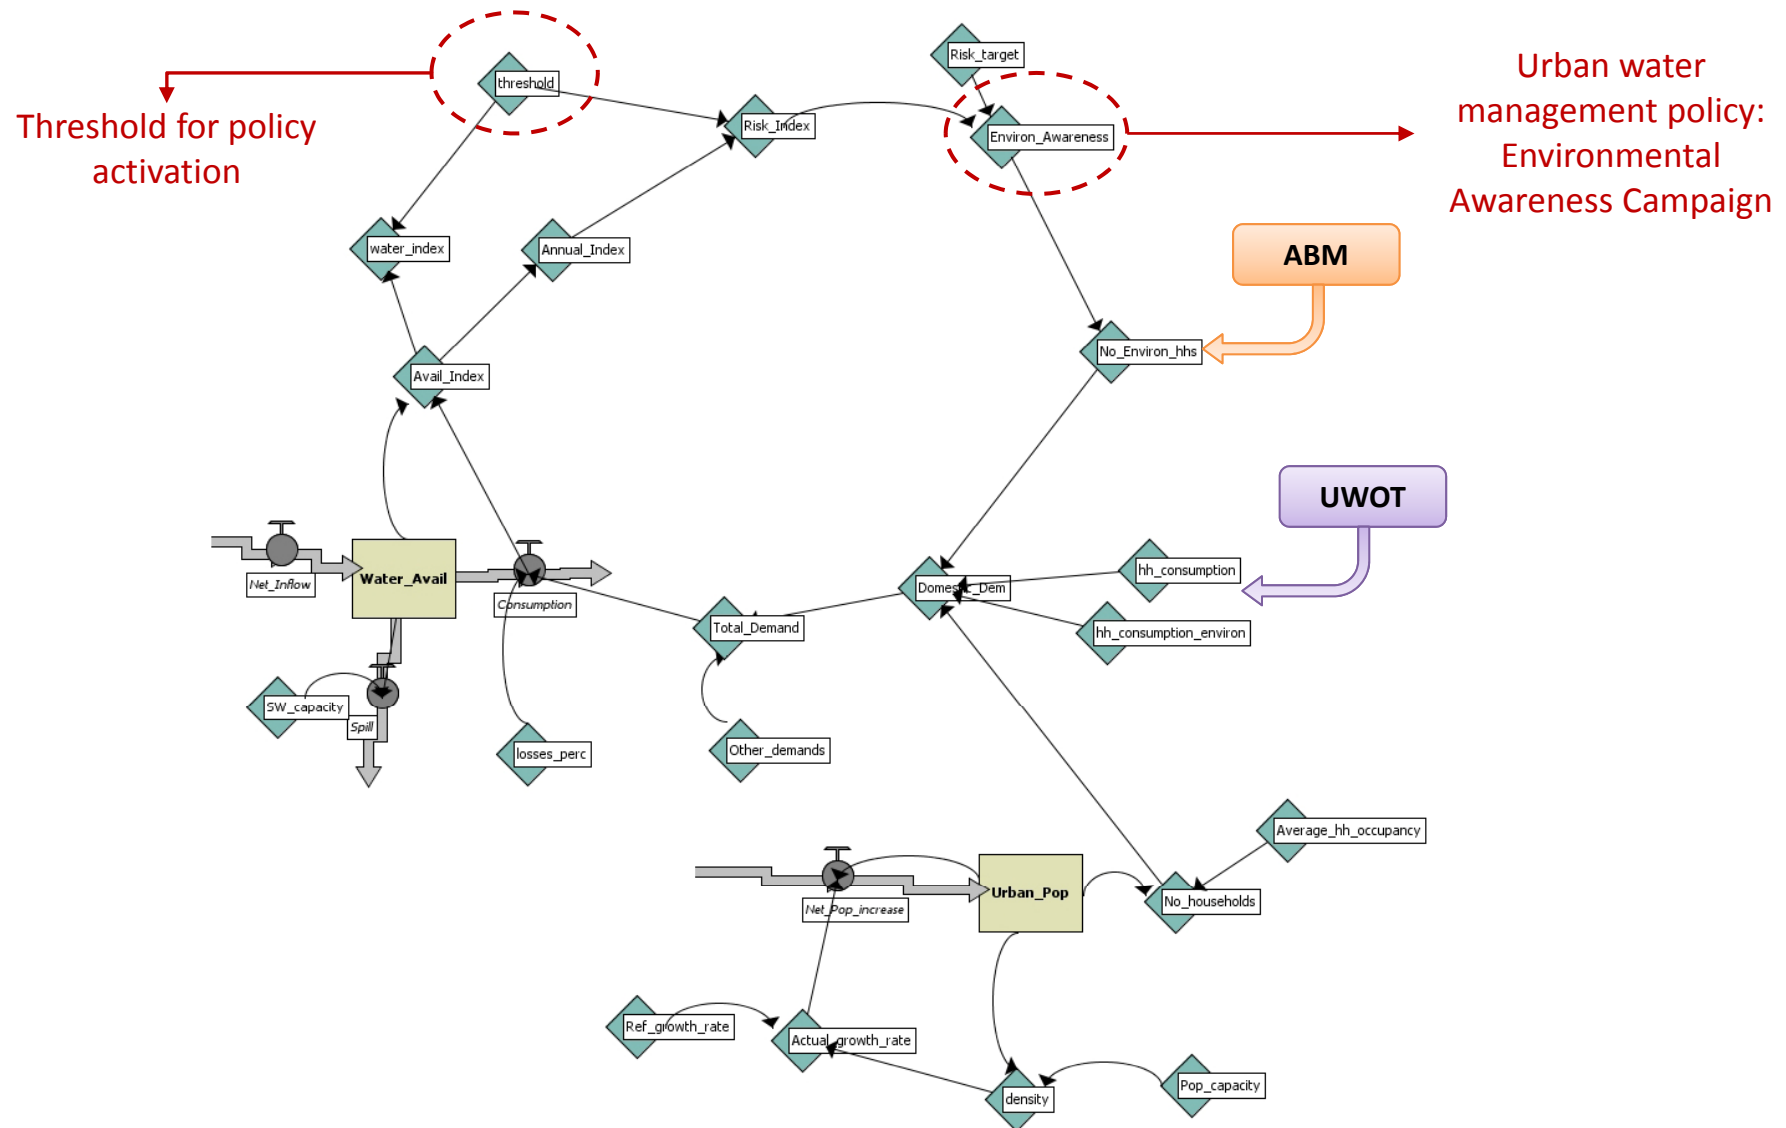 Risk_target
threshold
Urban water
management policy:
Environmental
Awareness Campaign
Threshold for policy
activation
Risk_Index
Environ_Awareness
water_index
Annual_Index
ABM
No_Environ_hhs
Avail_Index
UWOT
Net_Inflow
Water_Avail
Consumption
hh_consumption
Domestic_Dem
Total_Demand
hh_consumption_environ
SW_capacity
Spill
losses_perc
Other_demands
Average_hh_occupancy
Urban_Pop
No_households
Net_Pop_increase
Ref_growth_rate
Actual_growth_rate
Pop_capacity
density